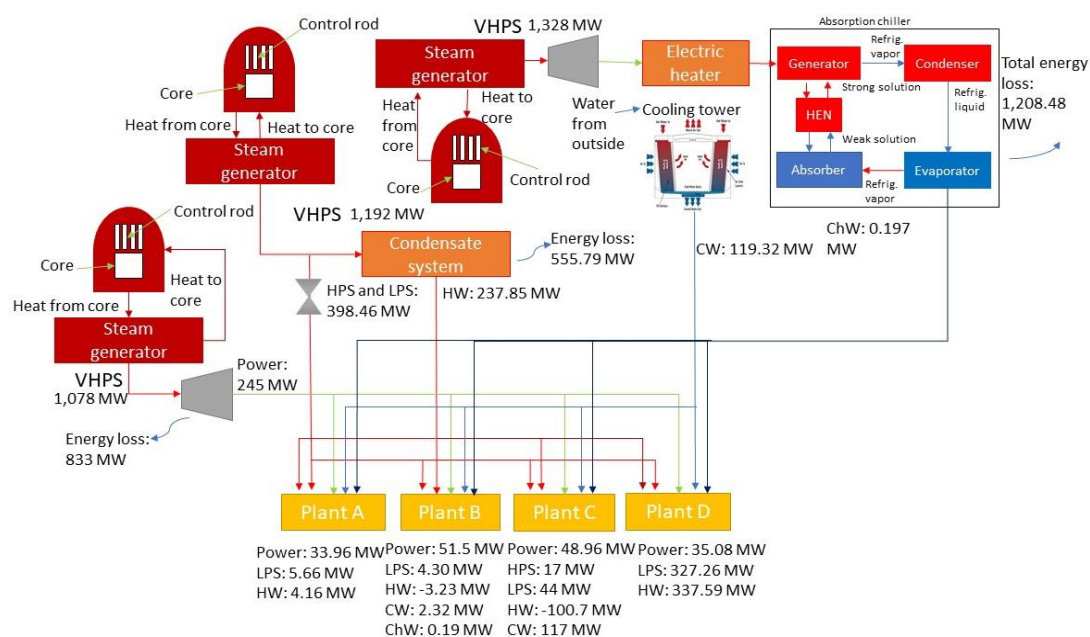 Control rod
Core
Heat from core
Heat to core
Steam
generator
VHPS
1,192 MW
VHPS
1,328 MW
Steam
generator
Heat
from
core
Heat to
core
Core
Control rod
Electric
heater
Water
from
outside
Cooling tower
Absorption chiller
Generator
Refrig.
vapor
Condenser
Strong solution
HEN
Refrig.
liquid
Weak solution
Absorber
Refrig.
vapor
Evaporator
Total energy
loss:
1,208.48
MW
ChW: 0.197
MW
CW: 119.32 MW
Condensate
system
Energy loss:
555.79 MW
HPS and LPS:
398.46 MW
HW: 237.85 MW
Control rod
Core
Heat from core
Heat to
core
Steam
generator
VHPS
1,078 MW
Power:
245 MW
Energy loss:
833 MW
Plant A
Power: 33.96 MW
LPS: 5.66 MW
HW: 4.16 MW
Plant B
Power: 51.5 MW
LPS: 4.30 MW
HW: -3.23 MW
CW: 2.32 MW
ChW: 0.19 MW
Plant C
Power: 48.96 MW
HPS: 17 MW
LPS: 44 MW
HW: -100.7 MW
CW: 117 MW
Plant D
Power: 35.08 MW
LPS: 327.26 MW
HW: 337.59 MW